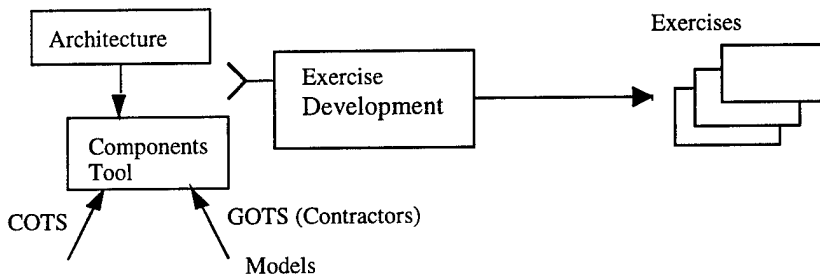 Architecture
Exercise
Development
Exercises
Components
Tool
COTS
GOTS (Contractors)
Models